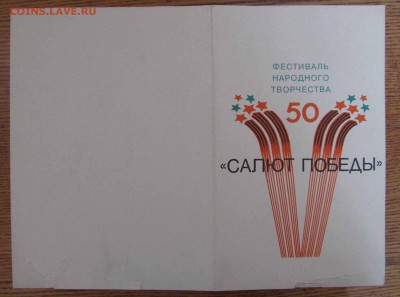 COINS.LAVE.RU
ФЕСТИВАЛЬ
НАРОДНОГО
ТВОРЧЕСТВА
50
«САЛЮТ ПОБЕДЫ»